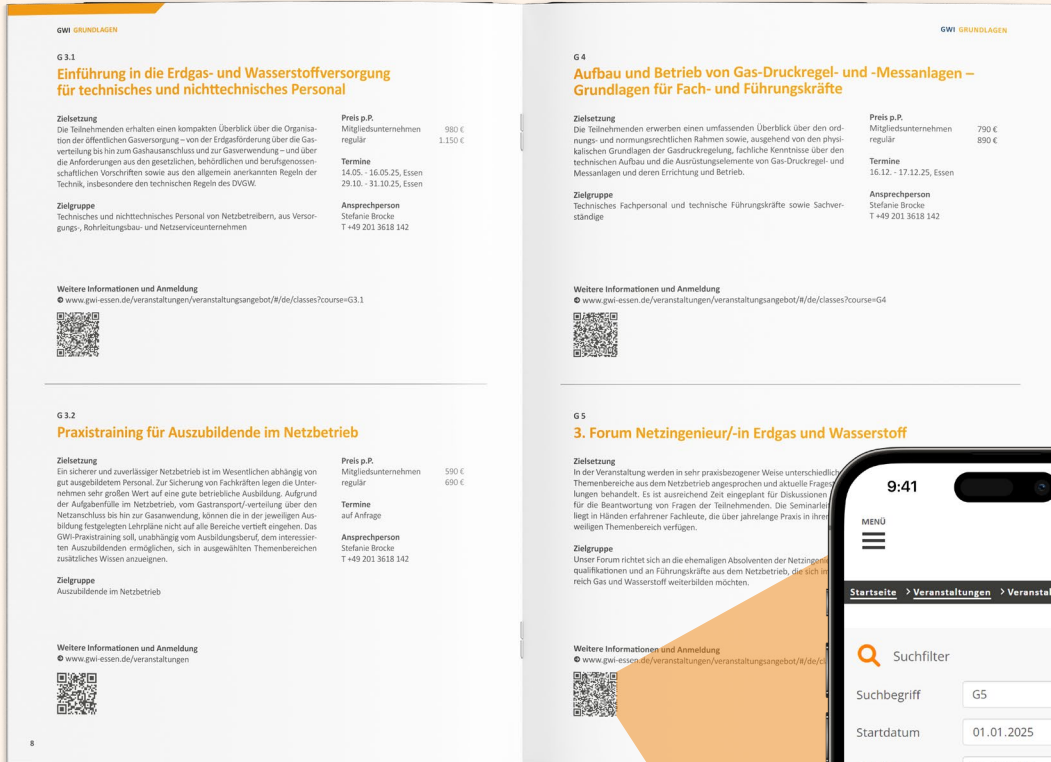 GWI GRUNDLAGEN
G 3.1
Einführung in die Erdgas- und Wasserstoffversorgung
für technisches und nichttechnisches Personal
Zielsetzung
Die Teilnehmenden erhalten einen kompakten Überblick über die Organisa-
tion der öffentlichen Gasversorgung – von der Erdgasförderung über die Gas-
verteilung bis hin zum Gashausanschluss und zur Gasverwendung – und über
die Anforderungen aus den gesetzlichen, behördlichen und berufsgenossen-
schaftlichen Vorschriften sowie aus den allgemein anerkannten Regeln der
Technik, insbesondere den technischen Regeln des DVGW.
Zielgruppe
Technisches und nichttechnisches Personal von Netzbetreibern, aus Versor-
gungs-, Rohrleitungsbau- und Netzserviceunternehmen
Preis p.P.
Mitgliedsunternehmen 980 €
regulär 1.150 €
Termine
14.05. - 16.05.25, Essen
29.10. - 31.10.25, Essen
Ansprechperson
Stefanie Brocke
T +49 201 3618 142
Weitere Informationen und Anmeldung
www.gwi-essen.de/veranstaltungen/veranstaltungsangebot/#/de/classes?course=G3.1
G 3.2
Praxistraining für Auszubildende im Netzbetrieb
Zielsetzung
Ein sicherer und zuverlässiger Netzbetrieb ist im Wesentlichen abhängig von
gut ausgebildetem Personal. Zur Sicherung von Fachkräften legen die Unter-
nehmen sehr großen Wert auf eine gute betriebliche Ausbildung. Aufgrund
der Aufgabenfülle im Netzbetrieb, vom Gastransport/-verteilung über den
Netzanschluss bis hin zur Gasanwendung, können die in der jeweiligen Aus-
bildung festgelegten Lehrpläne nicht auf alle Bereiche vertieft eingehen. Das
GWI-Praxistraining soll, unabhängig vom Ausbildungsberuf, dem interessier-
ten Auszubildenden ermöglichen, sich in ausgewählten Themenbereichen
zusätzliches Wissen anzueignen.
Zielgruppe
Auszubildende im Netzbetrieb
Preis p.P.
Mitgliedsunternehmen 590 €
regulär 690 €
Termine
auf Anfrage
Ansprechperson
Stefanie Brocke
T +49 201 3618 142
Weitere Informationen und Anmeldung
www.gwi-essen.de/veranstaltungen
8
GWI GRUNDLAGEN
G 4
Aufbau und Betrieb von Gas-Druckregel- und -Messanlagen –
Grundlagen für Fach- und Führungskräfte
Zielsetzung
Die Teilnehmenden erwerben einen umfassenden Überblick über den ord-
nungs- und normungsrechtlichen Rahmen sowie, ausgehend von den physi-
kalischen Grundlagen der Gasdruckregelung, fachliche Kenntnisse über den
technischen Aufbau und die Ausrüstungselemente von Gas-Druckregel- und
Messanlagen und deren Errichtung und Betrieb.
Zielgruppe
Technisches Fachpersonal und technische Führungskräfte sowie Sachver-
ständige
Preis p.P.
Mitgliedsunternehmen 790 €
regulär 890 €
Termine
16.12. - 17.12.25, Essen
Ansprechperson
Stefanie Brocke
T +49 201 3618 142
Weitere Informationen und Anmeldung
www.gwi-essen.de/veranstaltungen/veranstaltungsangebot/#/de/classes?course=G4
G 5
3. Forum Netzingenieur/-in Erdgas und Wasserstoff
Zielsetzung
In der Veranstaltung werden in sehr praxisbezogener Weise unterschiedlich
Themenbereiche aus dem Netzbetrieb angesprochen und aktuelle Frages
lungen behandelt. Es ist ausreichend Zeit eingeplant für Diskussionen
für die Beantwortung von Fragen der Teilnehmenden. Die Seminarlei
liegt in Händen erfahrener Fachleute, die über jahrelange Praxis in ihrer
weiligen Themenbereich verfügen.
Zielgruppe
Unser Forum richtet sich an die ehemaligen Absolventen der Netzingeni
qualifikationen und an Führungskräfte aus dem Netzbetrieb, die sich im
reich Gas und Wasserstoff weiterbilden möchten.
Weitere Informationen und Anmeldung
www.gwi-essen.de/veranstaltungen/veranstaltungsangebot/#/de/cl
9:41
MENÜ
Startseite > Veranstaltungen > Veranstal
Suchfilter
Suchbegriff G5
Startdatum 01.01.2025